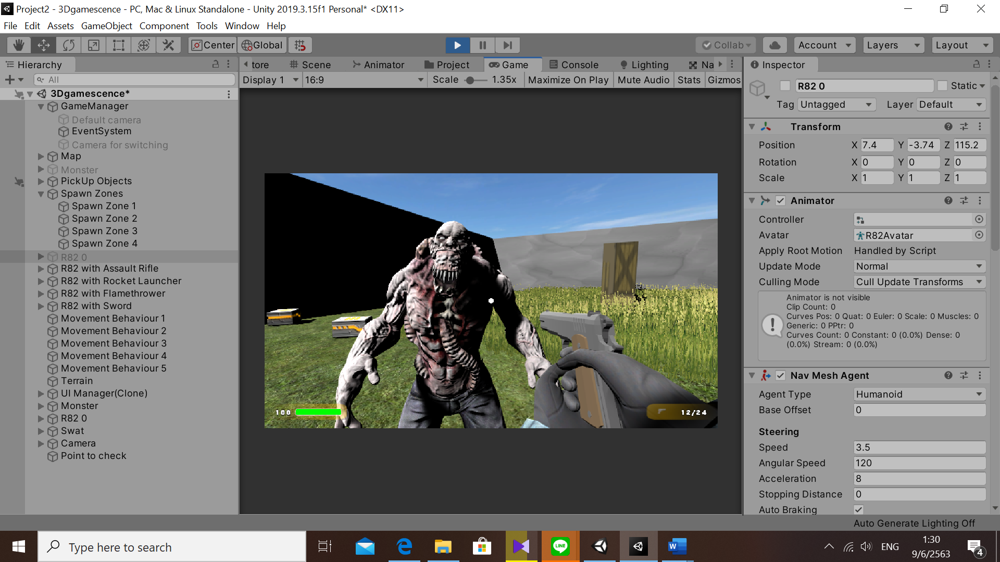 Project2 - 3Dgamescence - PC, Mac & Linux Standalone - Unity 2019.3.15f1 Personal* <DX11>
File Edit Assets GameObject Component Tools Window Help
Center Global Collab Account Layers Layout
Hierarchy
All
3Dgamescence*
GameManager
Default camera
EventSystem
Camera for switching
Map
Monster
PickUp Objects
Spawn Zones
Spawn Zone 1
Spawn Zone 2
Spawn Zone 3
Spawn Zone 4
R82 0
R82 with Assault Rifle
R82 with Rocket Launcher
R82 with Flamethrower
R82 with Sword
Movement Behaviour 1
Movement Behaviour 2
Movement Behaviour 3
Movement Behaviour 4
Movement Behaviour 5
Terrain
UI Manager(Clone)
Monster
R82 0
Swat
Camera
Point to check
tore Scene Animator Project Game Console Lighting Na
Display 1 16:9 Scale 1.35x Maximize On Play Mute Audio Stats Gizmos
100
12/24
Inspector
R82 0 Static
Tag Untagged Layer Default
Transform
Position X 7.4 Y -3.74 Z 115.2
Rotation X 0 Y 0 Z 0
Scale X 1 Y 1 Z 1
Animator
Controller
Avatar R82Avatar
Apply Root Motion Handled by Script
Update Mode Normal
Culling Mode Cull Update Transforms
Animator is not visible
Clip Count: 0
Curves Pos: 0 Quat: 0 Euler: 0 Scale: 0 Muscles: 0
Generic: 0 PPtr: 0
Curves Count: 0 Constant: 0 (0.0%) Dense: 0
(0.0%) Stream: 0 (0.0%)
Nav Mesh Agent
Agent Type Humanoid
Base Offset 0
Steering
Speed 3.5
Angular Speed 120
Acceleration 8
Stopping Distance 0
Auto Braking
Auto Generate Lighting Off
Type here to search
LINE
W
ENG
1:30
9/6/2563
4